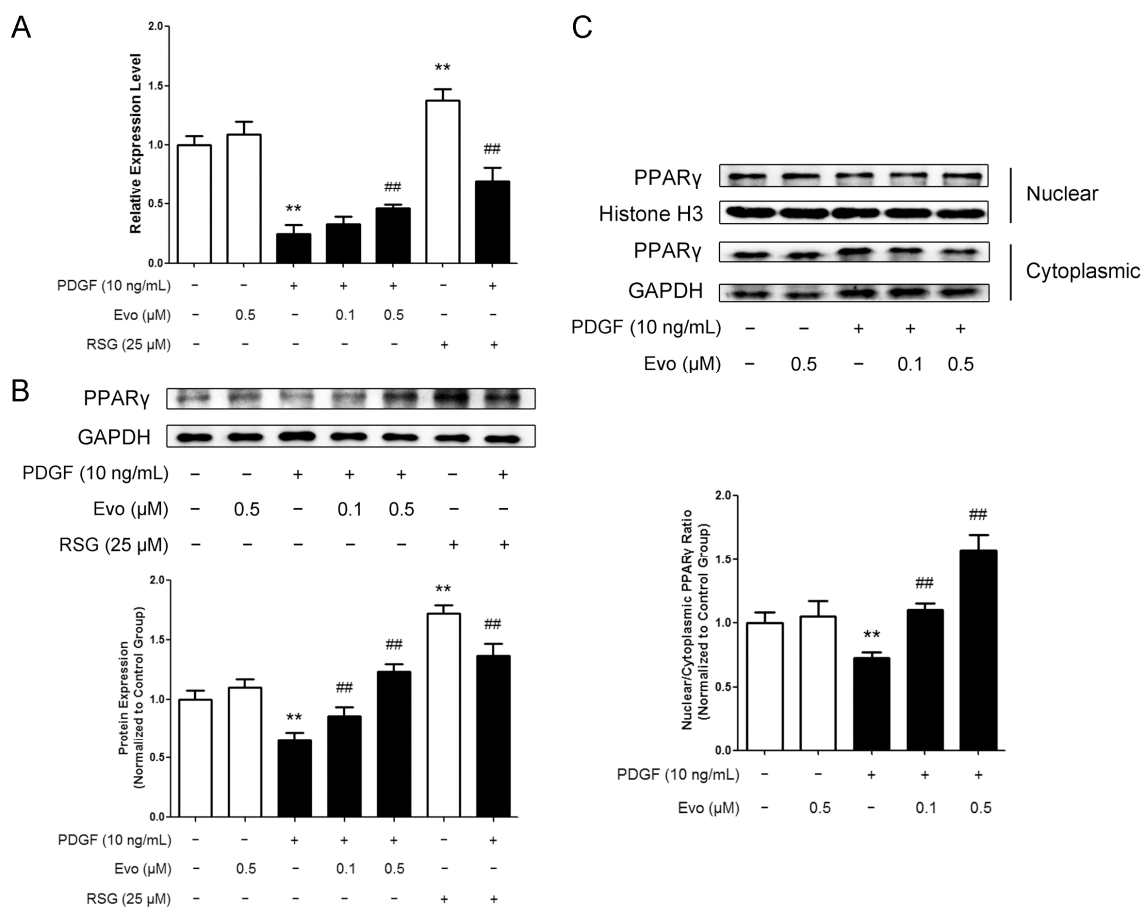 A
Relative Expression Level
2.0
1.5
1.0
0.5
0.0
** ## ** ##
PDGF (10 ng/mL) – – + + + – +
Evo (µM) – 0.5 – 0.1 0.5 – –
RSG (25 µM) – – – – – + +
B
PPARγ
GAPDH
PDGF (10 ng/mL) – – + + + – +
Evo (µM) – 0.5 – 0.1 0.5 – –
RSG (25 µM) – – – – – + +
Protein Expression
(Normalized to Control Group)
2.0
1.5
1.0
0.5
0.0
** ## ## ** ##
PDGF (10 ng/mL) – – + + + – +
Evo (µM) – 0.5 – 0.1 0.5 – –
RSG (25 µM) – – – – – + +
C
PPARγ
Histone H3
Nuclear
PPARγ
GAPDH
Cytoplasmic
PDGF (10 ng/mL) – – + + +
Evo (µM) – 0.5 – 0.1 0.5
Nuclear/Cytoplasmic PPARγ Ratio
(Normalized to Control Group)
2.0
1.5
1.0
0.5
0.0
** ## ##
PDGF (10 ng/mL) – – + + +
Evo (µM) – 0.5 – 0.1 0.5